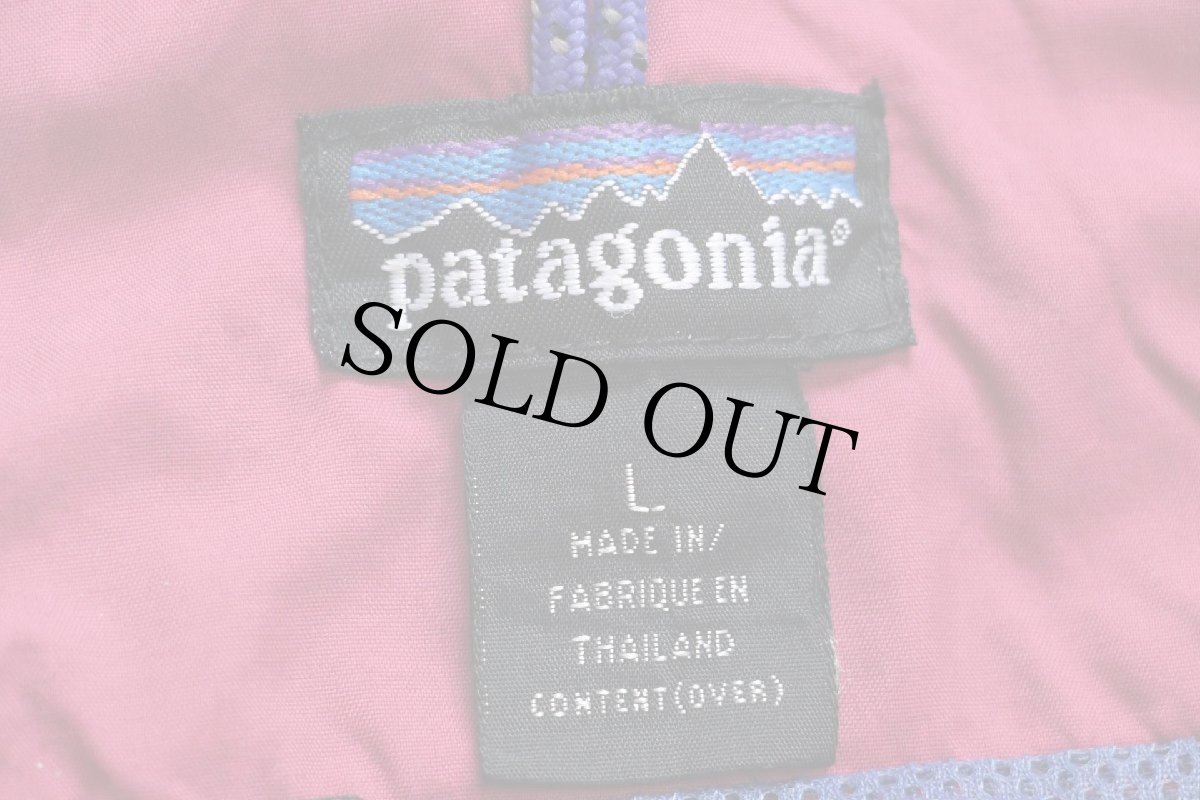 patagonia®
SOLD OUT
L
MADE IN/
FABRIQUE EN
THAILAND
CONTENT(OVER)